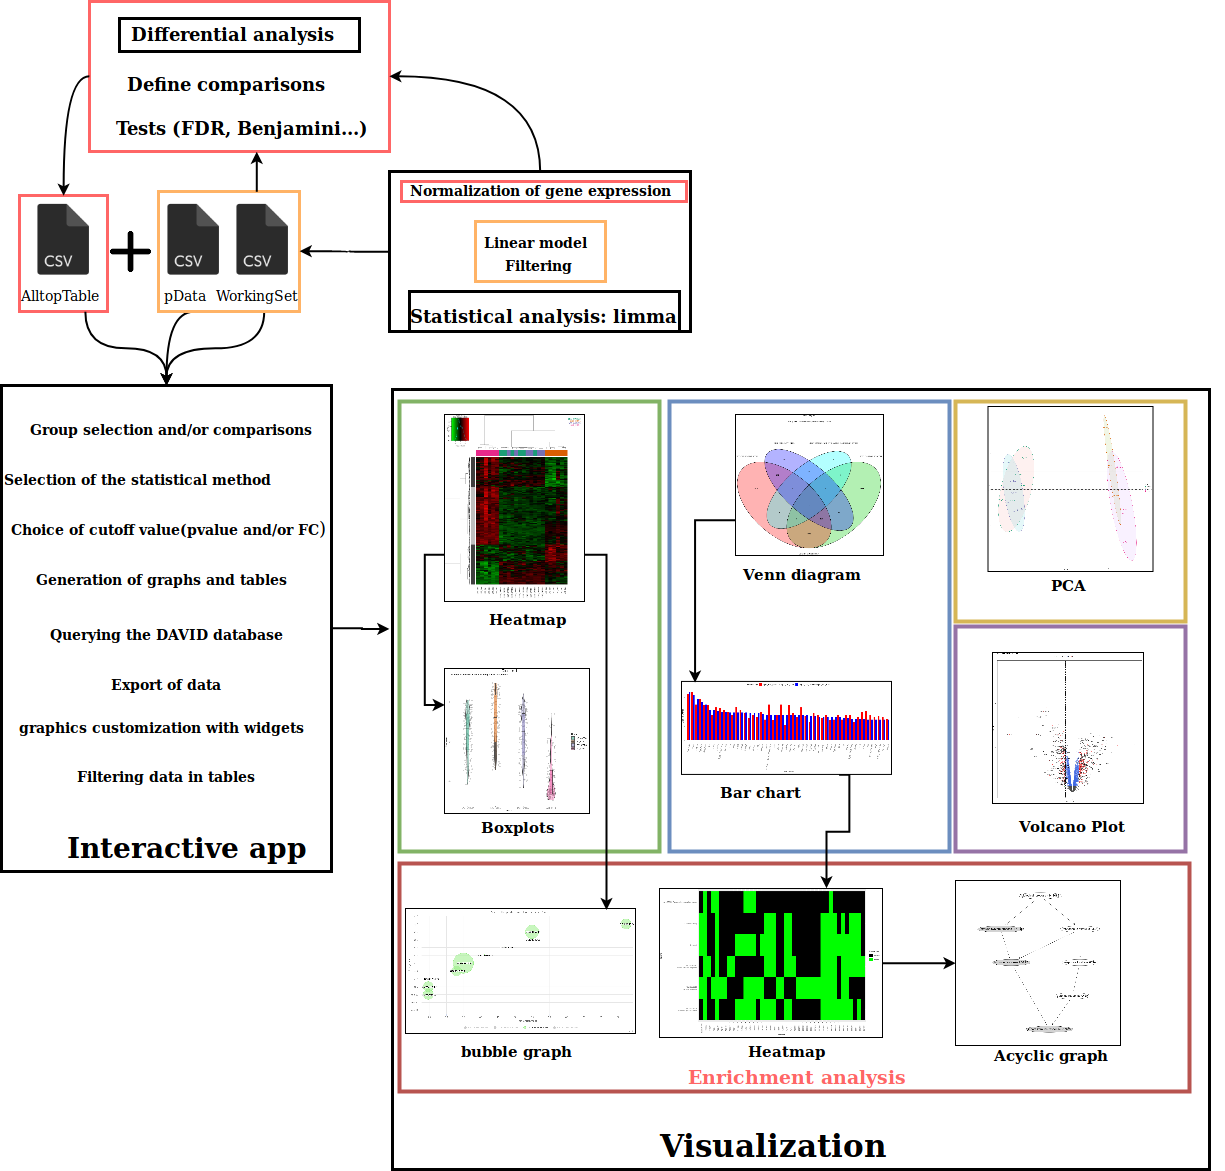 Differential analysis
Define comparisons
Tests (FDR, Benjamini...)
Normalization of gene expression
Linear model
Filtering
Statistical analysis: limma
CSV
CSV
CSV
AlltopTable
pData
WorkingSet
Group selection and/or comparisons
Selection of the statistical method
Choice of cutoff value(pvalue and/or FC)
Generation of graphs and tables
Querying the DAVID database
Export of data
graphics customization with widgets
Filtering data in tables
Interactive app
Heatmap
Boxplots
Venn diagram
Bar chart
PCA
Volcano Plot
bubble graph
Heatmap
Acyclic graph
Enrichment analysis
Visualization